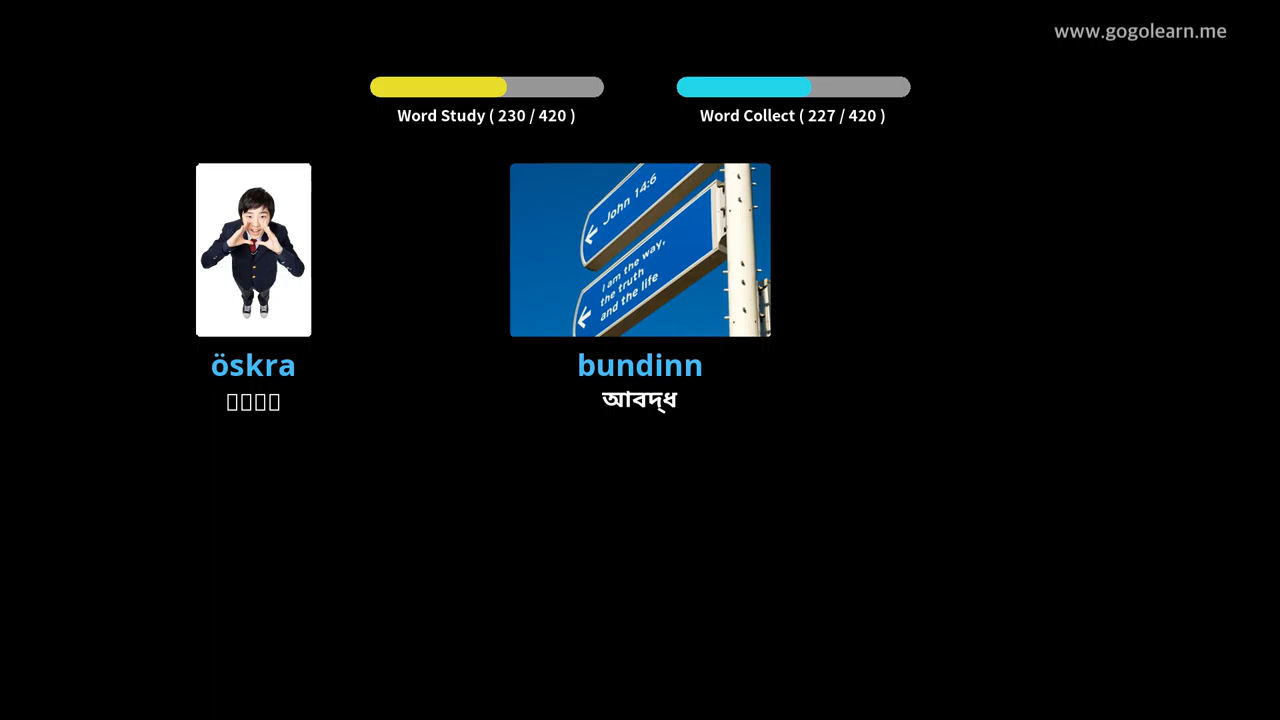 www.gogolearn.me
Word Study ( 230 / 420 )
Word Collect ( 227 / 420 )
John 14:6
I am the way,
the truth
and the life
öskra
bundinn
আবদ্ধ